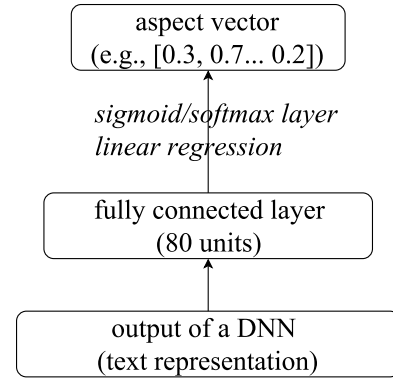 aspect vector
(e.g., [0.3, 0.7... 0.2])
sigmoid/softmax layer
linear regression
fully connected layer
(80 units)
output of a DNN
(text representation)